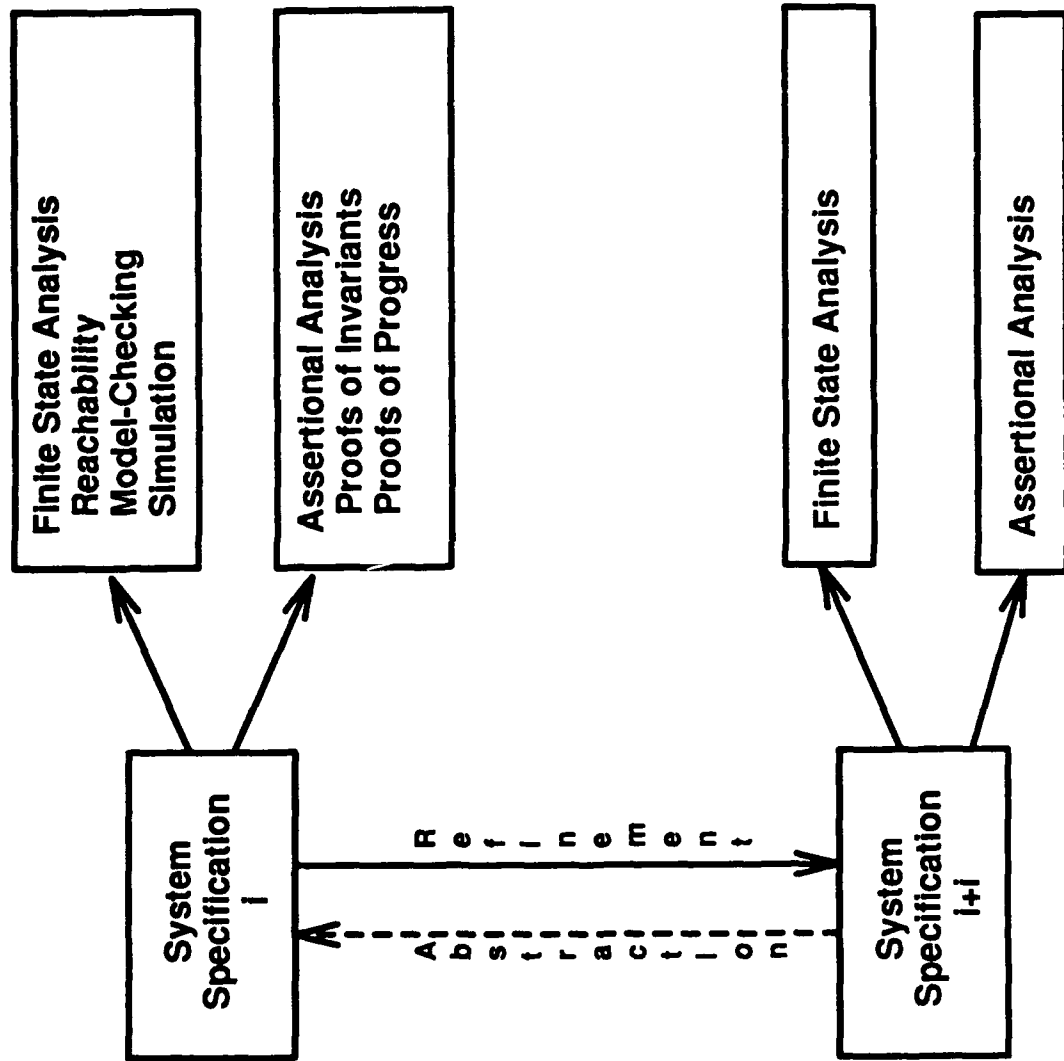 Finite State Analysis
Reachability
Model-Checking
Simulation
Assertional Analysis
Proofs of Invariants
Proofs of Progress
System
Specification
i
Refinement
Abstraction
System
Specification
i+i
Finite State Analysis
Assertional Analysis